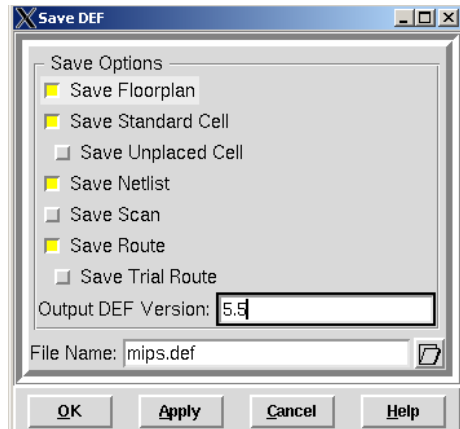 Save DEF
Save Options
Save Floorplan
Save Standard Cell
Save Unplaced Cell
Save Netlist
Save Scan
Save Route
Save Trial Route
Output DEF Version: 5.5
File Name: mips.def
OK Apply Cancel Help